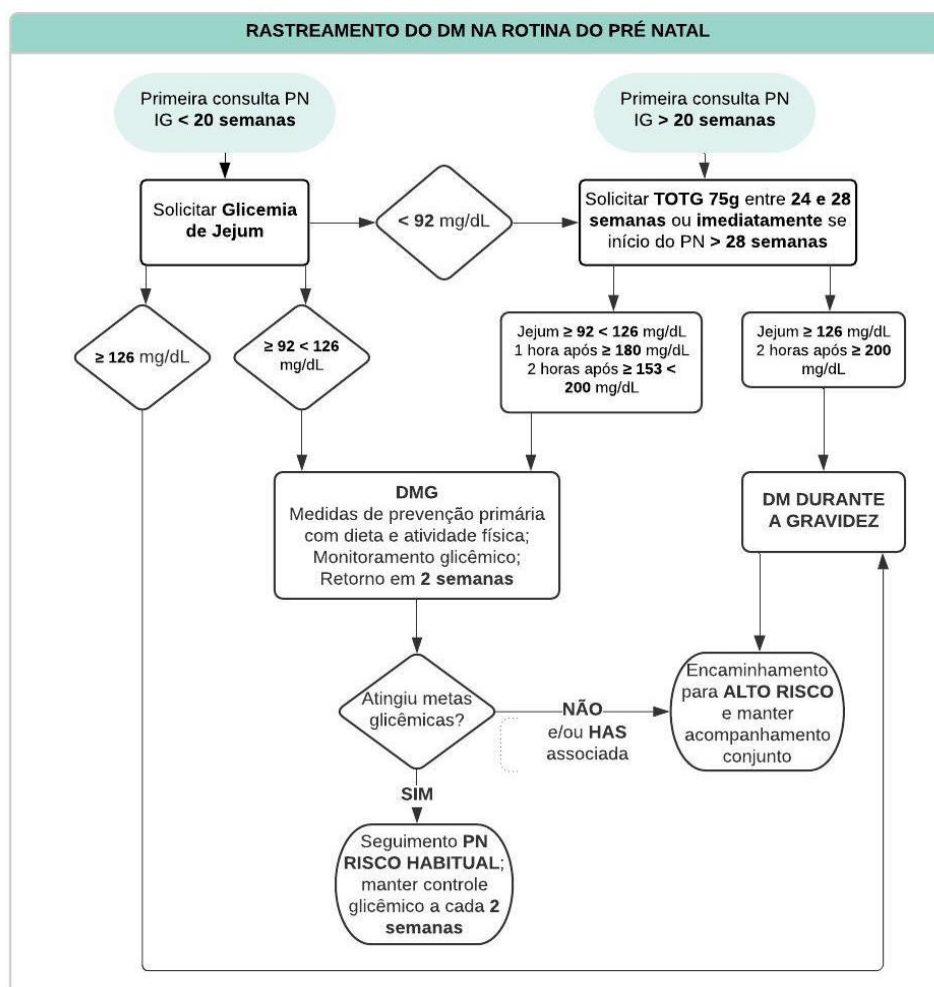 RASTREAMENTO DO DM NA ROTINA DO PRÉ NATAL
Primeira consulta PN
IG < 20 semanas
Primeira consulta PN
IG > 20 semanas
Solicitar Glicemia
de Jejum
< 92 mg/dL
Solicitar TOTG 75g entre 24 e 28
semanas ou imediatamente se
início do PN > 28 semanas
≥ 126 mg/dL
≥ 92 < 126
mg/dL
Jejum ≥ 92 < 126 mg/dL
1 hora após ≥ 180 mg/dL
2 horas após ≥ 153 <
200 mg/dL
Jejum ≥ 126 mg/dL
2 horas após ≥ 200
mg/dL
DMG
Medidas de prevenção primária
com dieta e atividade física;
Monitoramento glicêmico;
Retorno em 2 semanas
DM DURANTE
A GRAVIDEZ
Atingiu metas
glicêmicas?
NÃO
e/ou HAS
associada
Encaminhamento
para ALTO RISCO
e manter
acompanhamento
conjunto
SIM
Seguimento PN
RISCO HABITUAL;
manter controle
glicêmico a cada 2
semanas